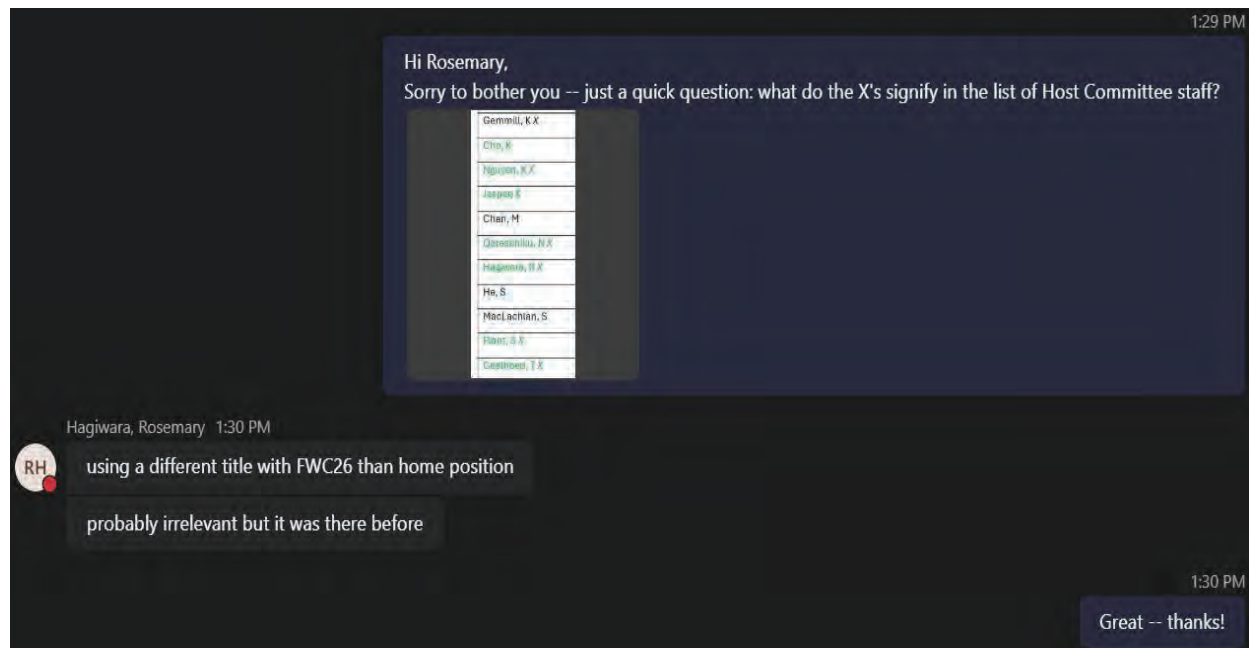 1:29 PM
Hi Rosemary,
Sorry to bother you -- just a quick question: what do the X's signify in the list of Host Committee staff?
Gemmill, K X
Cho, K
Nguyen, K X
Chan, M
Hagiwara, R X
He, S
MacLachlan, S
Hagiwara, Rosemary 1:30 PM
RH
using a different title with FWC26 than home position
probably irrelevant but it was there before
1:30 PM
Great -- thanks!